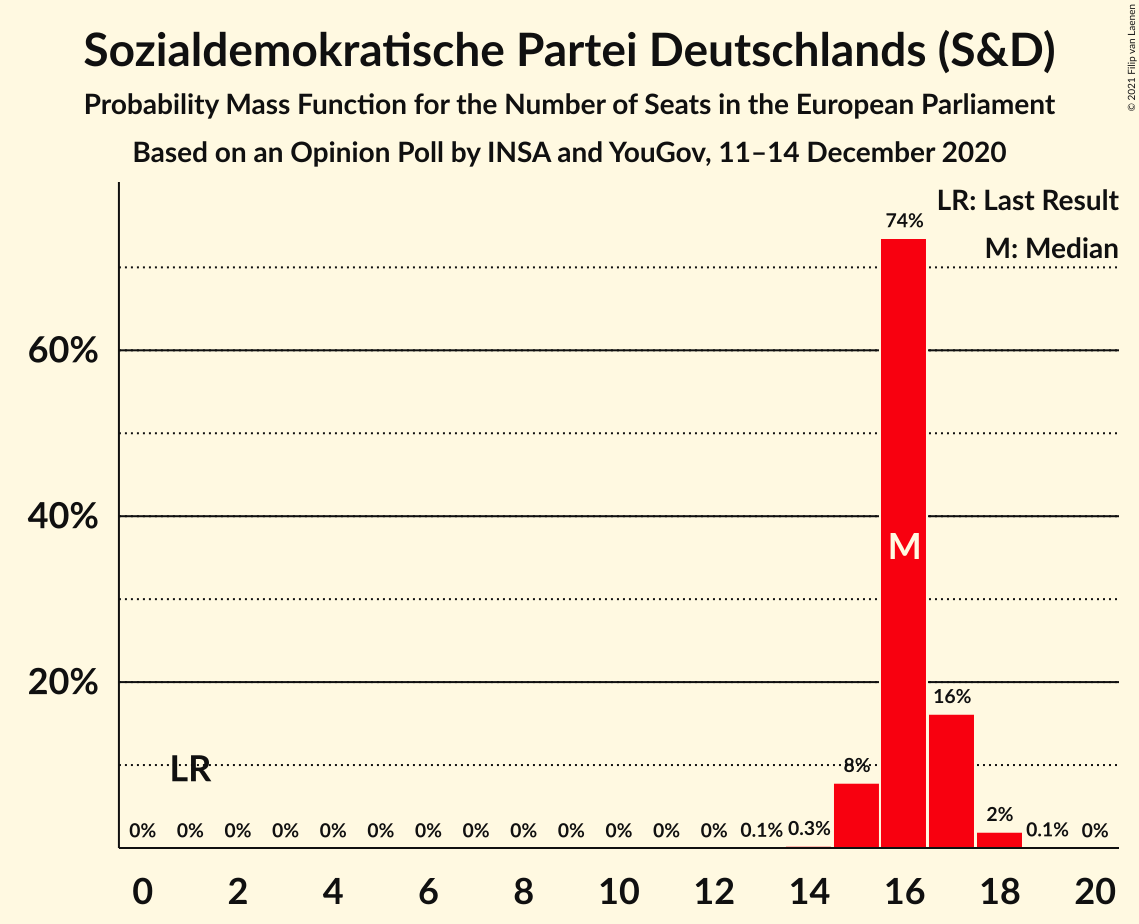 Sozialdemokratische Partei Deutschlands (S&D)
Probability Mass Function for the Number of Seats in the European Parliament
Based on an Opinion Poll by INSA and YouGov, 11–14 December 2020
© 2021 Filip van Laenen
LR: Last Result
M: Median
74%
60%
40%
M
20%
16%
LR
8%
2%
0% 0% 0% 0% 0% 0% 0% 0% 0% 0% 0% 0% 0% 0.1% 0.3% 0.1% 0%
0 2 4 6 8 10 12 14 16 18 20